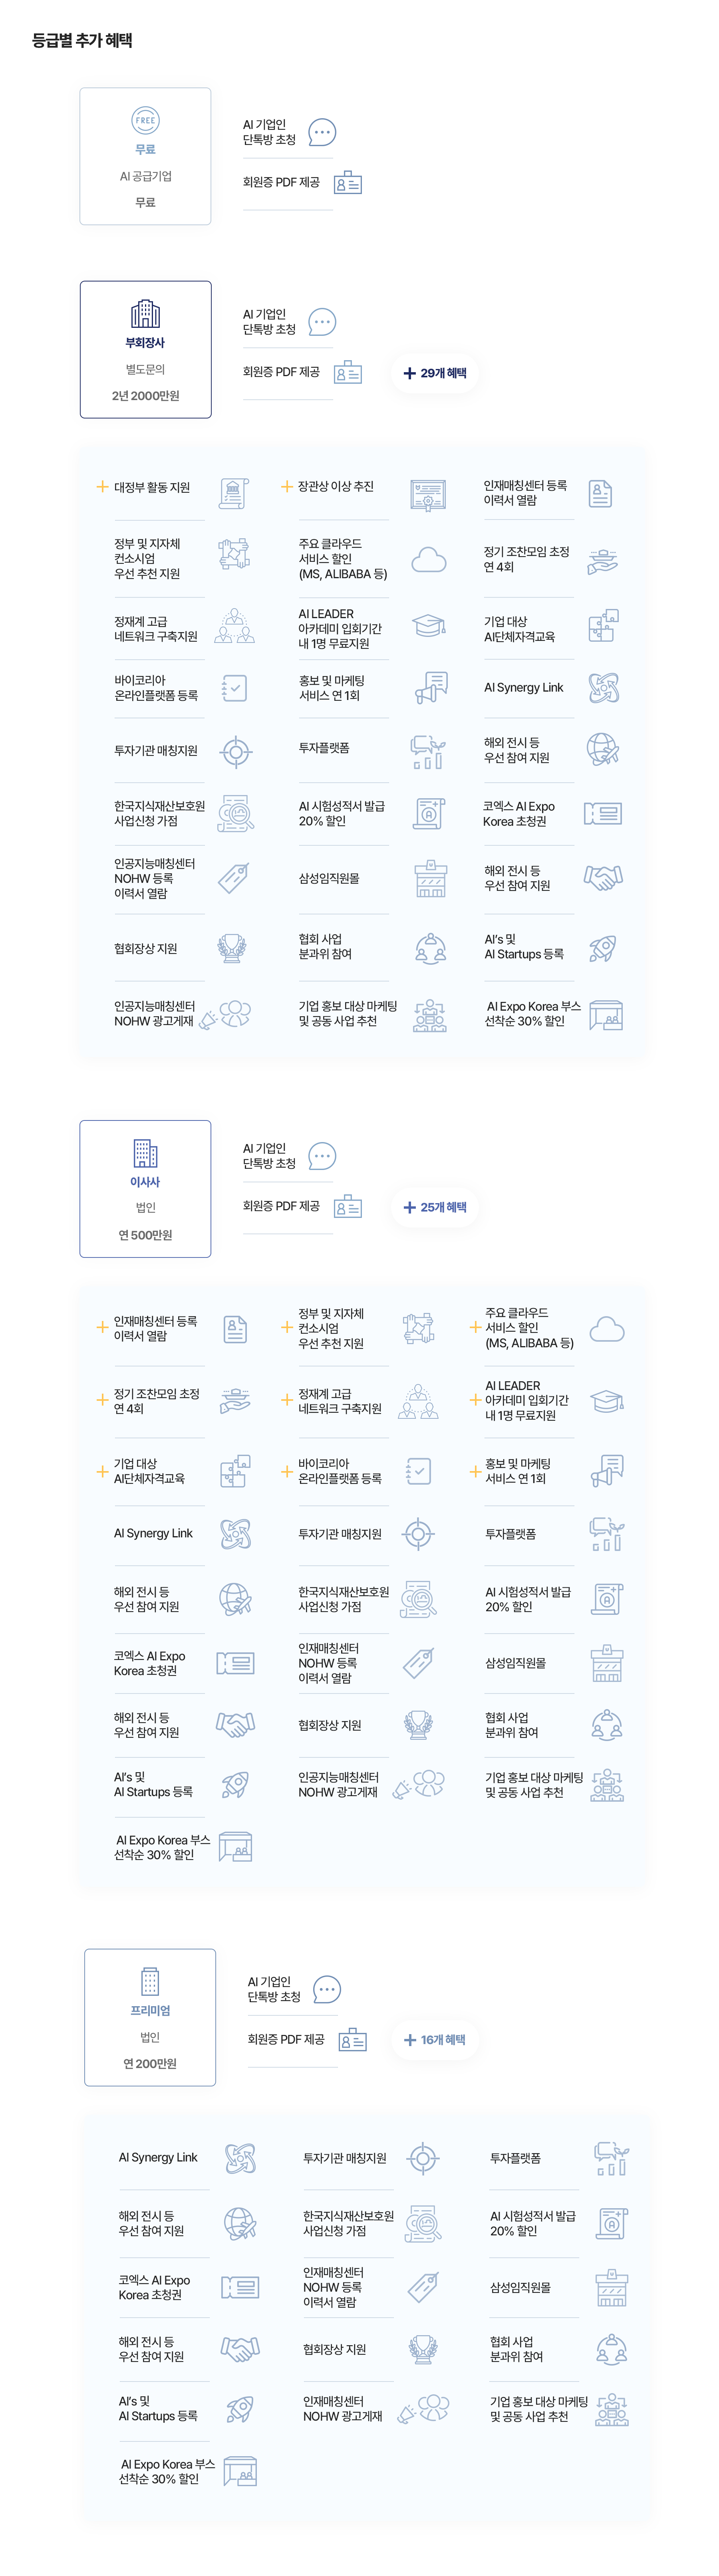 등급별 추가 혜택
FREE
무료
AI 공급기업
무료
AI 기업인
단톡방 초청
회원증 PDF 제공
부회장사
별도문의
2년 2000만원
AI 기업인
단톡방 초청
회원증 PDF 제공
+ 29개 혜택
+ 대정부 활동 지원
+ 장관상 이상 추진
인재매칭센터 등록
이력서 열람
정부 및 지자체
컨소시엄
우선 추천 지원
주요 클라우드
서비스 할인
(MS, ALIBABA 등)
정기 조찬모임 초정
연 4회
정재계 고급
네트워크 구축지원
AI LEADER
아카데미 입회기간
내 1명 무료지원
기업 대상
AI단체자격교육
바이코리아
온라인플랫폼 등록
홍보 및 마케팅
서비스 연 1회
AI Synergy Link
투자기관 매칭지원
투자플랫폼
해외 전시 등
우선 참여 지원
한국지식재산보호원
사업신청 가점
AI 시험성적서 발급
20% 할인
코엑스 AI Expo
Korea 초청권
인공지능매칭센터
NOHW 등록
이력서 열람
삼성임직원몰
해외 전시 등
우선 참여 지원
협회장상 지원
협회 사업
분과위 참여
AI's 및
AI Startups 등록
인공지능매칭센터
NOHW 광고게재
기업 홍보 대상 마케팅
및 공동 사업 추천
AI Expo Korea 부스
선착순 30% 할인
이사사
법인
연 500만원
AI 기업인
단톡방 초청
회원증 PDF 제공
+ 25개 혜택
+ 인재매칭센터 등록
이력서 열람
+ 정부 및 지자체
컨소시엄
우선 추천 지원
+ 주요 클라우드
서비스 할인
(MS, ALIBABA 등)
+ 정기 조찬모임 초정
연 4회
+ 정재계 고급
네트워크 구축지원
+ AI LEADER
아카데미 입회기간
내 1명 무료지원
+ 기업 대상
AI단체자격교육
+ 바이코리아
온라인플랫폼 등록
+ 홍보 및 마케팅
서비스 연 1회
AI Synergy Link
투자기관 매칭지원
투자플랫폼
해외 전시 등
우선 참여 지원
한국지식재산보호원
사업신청 가점
AI 시험성적서 발급
20% 할인
코엑스 AI Expo
Korea 초청권
인재매칭센터
NOHW 등록
이력서 열람
삼성임직원몰
해외 전시 등
우선 참여 지원
협회장상 지원
협회 사업
분과위 참여
AI's 및
AI Startups 등록
인공지능매칭센터
NOHW 광고게재
기업 홍보 대상 마케팅
및 공동 사업 추천
AI Expo Korea 부스
선착순 30% 할인
프리미엄
법인
연 200만원
AI 기업인
단톡방 초청
회원증 PDF 제공
+ 16개 혜택
AI Synergy Link
투자기관 매칭지원
투자플랫폼
해외 전시 등
우선 참여 지원
한국지식재산보호원
사업신청 가점
AI 시험성적서 발급
20% 할인
코엑스 AI Expo
Korea 초청권
인재매칭센터
NOHW 등록
이력서 열람
삼성임직원몰
해외 전시 등
우선 참여 지원
협회장상 지원
협회 사업
분과위 참여
AI's 및
AI Startups 등록
인재매칭센터
NOHW 광고게재
기업 홍보 대상 마케팅
및 공동 사업 추천
AI Expo Korea 부스
선착순 30% 할인